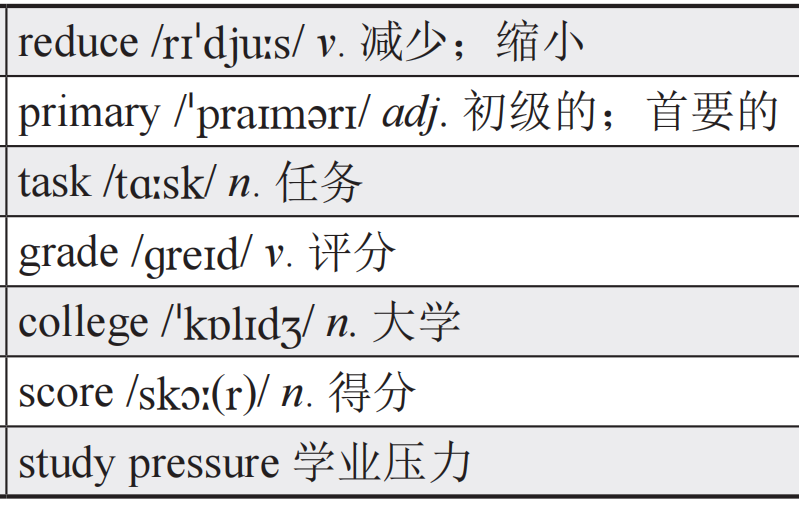 reduce /rɪˈdjuːs/ v. 减少；缩小
primary /ˈpraɪmərɪ/ adj. 初级的；首要的
task /tɑːsk/ n. 任务
grade /ɡreɪd/ v. 评分
college /ˈkɒlɪdʒ/ n. 大学
score /skɔː(r)/ n. 得分
study pressure 学业压力